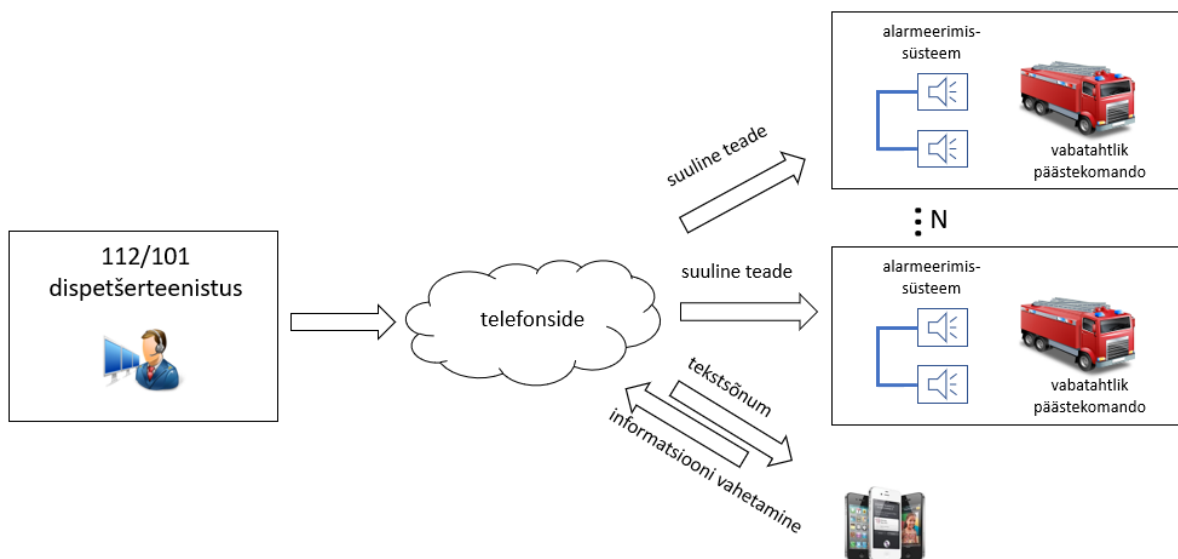 112/101
dispetšerteenistus
telefonside
suuline teade
suuline teade
tekstsõnum
informatsiooni vahetamine
alarmeerimis-
süsteem
vabatahtlik
päästekomando
N
alarmeerimis-
süsteem
vabatahtlik
päästekomando